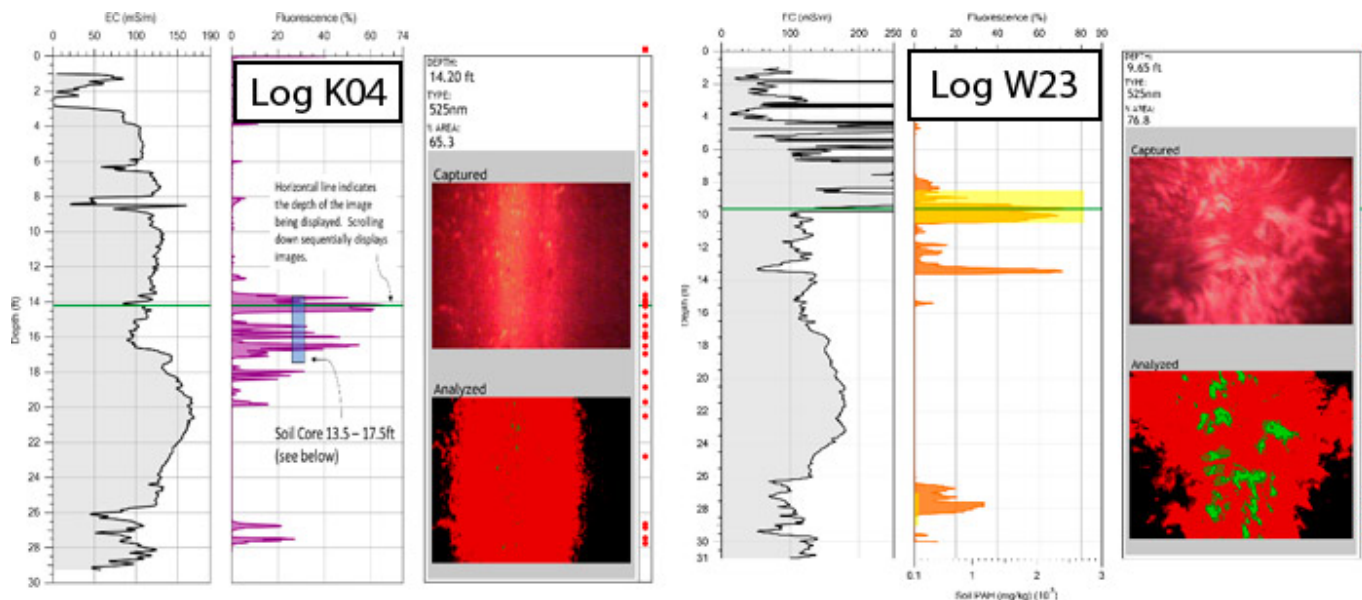 EC (mS/m)
0 50 100 150 190
Fluorescence (%)
0 20 40 60 74
0
2
4
6
8
10
12
14
16
18
20
22
24
26
28
30
Depth (ft)
Log K04
Horizontal line indicates
the depth of the image
being displayed. Scrolling
down sequentially displays
images.
Soil Core 13.5 – 17.5ft
(see below)
DEPTH:
14.20 ft
TYPE:
525nm
% AREA:
65.3
Captured
Analyzed
EC (mS/m)
0 100 200 250
Fluorescence (%)
0 20 40 60 80 90
0
2
4
6
8
10
12
14
16
18
20
22
26
28
30
31
Depth (ft)
Log W23
0.1 1 2 3
Soil PAH (mg/kg) (10³)
DEPTH:
9.65 ft
TYPE:
525nm
% AREA:
76.8
Captured
Analyzed